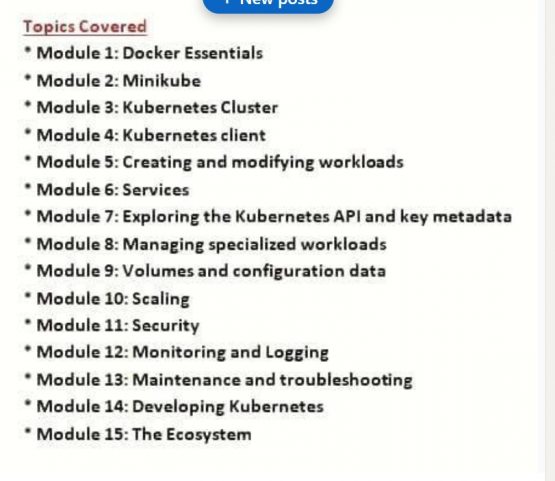 + New posts
Topics Covered
* Module 1: Docker Essentials
* Module 2: Minikube
* Module 3: Kubernetes Cluster
* Module 4: Kubernetes client
* Module 5: Creating and modifying workloads
* Module 6: Services
* Module 7: Exploring the Kubernetes API and key metadata
* Module 8: Managing specialized workloads
* Module 9: Volumes and configuration data
* Module 10: Scaling
* Module 11: Security
* Module 12: Monitoring and Logging
* Module 13: Maintenance and troubleshooting
* Module 14: Developing Kubernetes
* Module 15: The Ecosystem